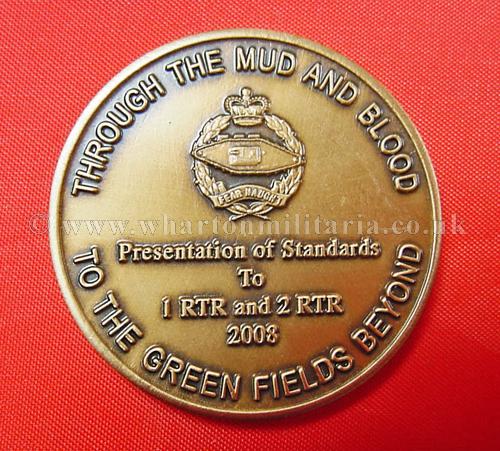 THROUGH THE MUD AND BLOOD
FEAR NAUGHT
© www.whartonmilitaria.co.uk
Presentation of Standards
To
1 RTR and 2 RTR
2008
TO THE GREEN FIELDS BEYOND